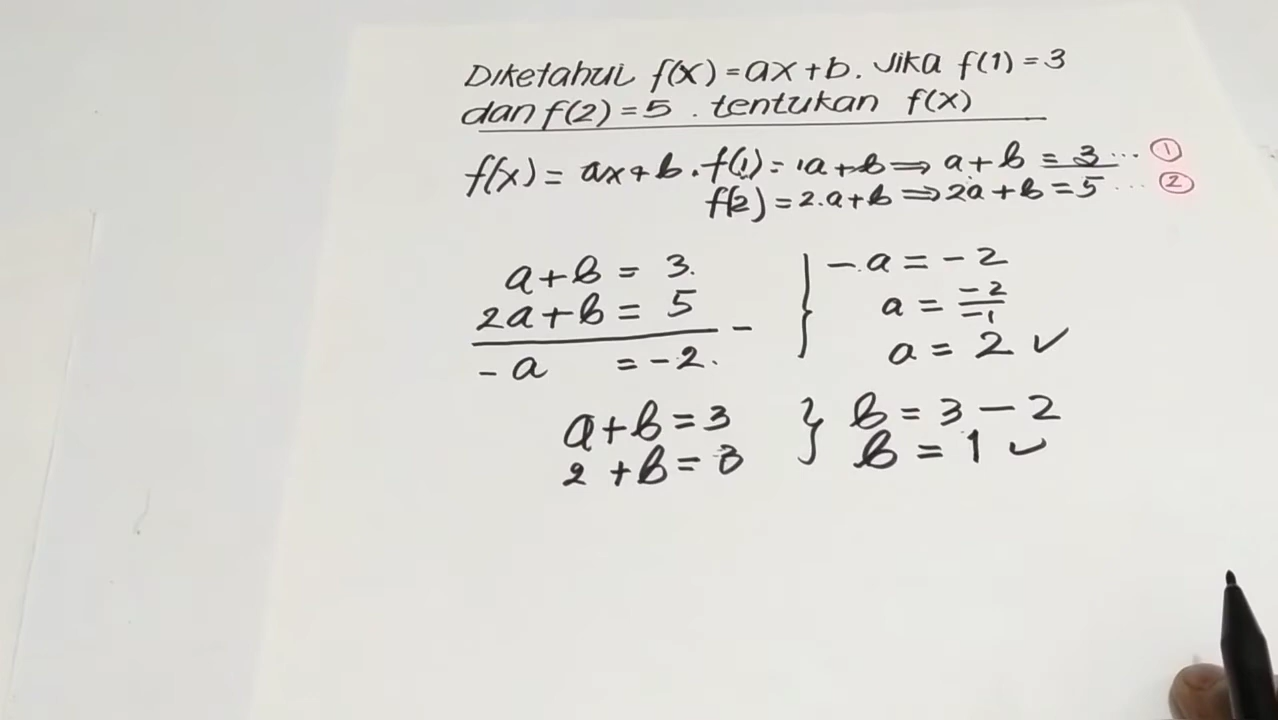 Diketahui f(x) = ax + b. Jika f(1) = 3
dan f(2) = 5. tentukan f(x)
f(x) = ax + b. f(1) = 1a + b ⇒ a + b = 3 ... ①
f(2) = 2.a + b ⇒ 2a + b = 5 ... ②
a + b = 3.
2a + b = 5
-
- a = -2.
} -.a = -2
a = -2/-1
a = 2 ✓
a + b = 3
2 + b = 3
} b = 3 - 2
b = 1 ✓